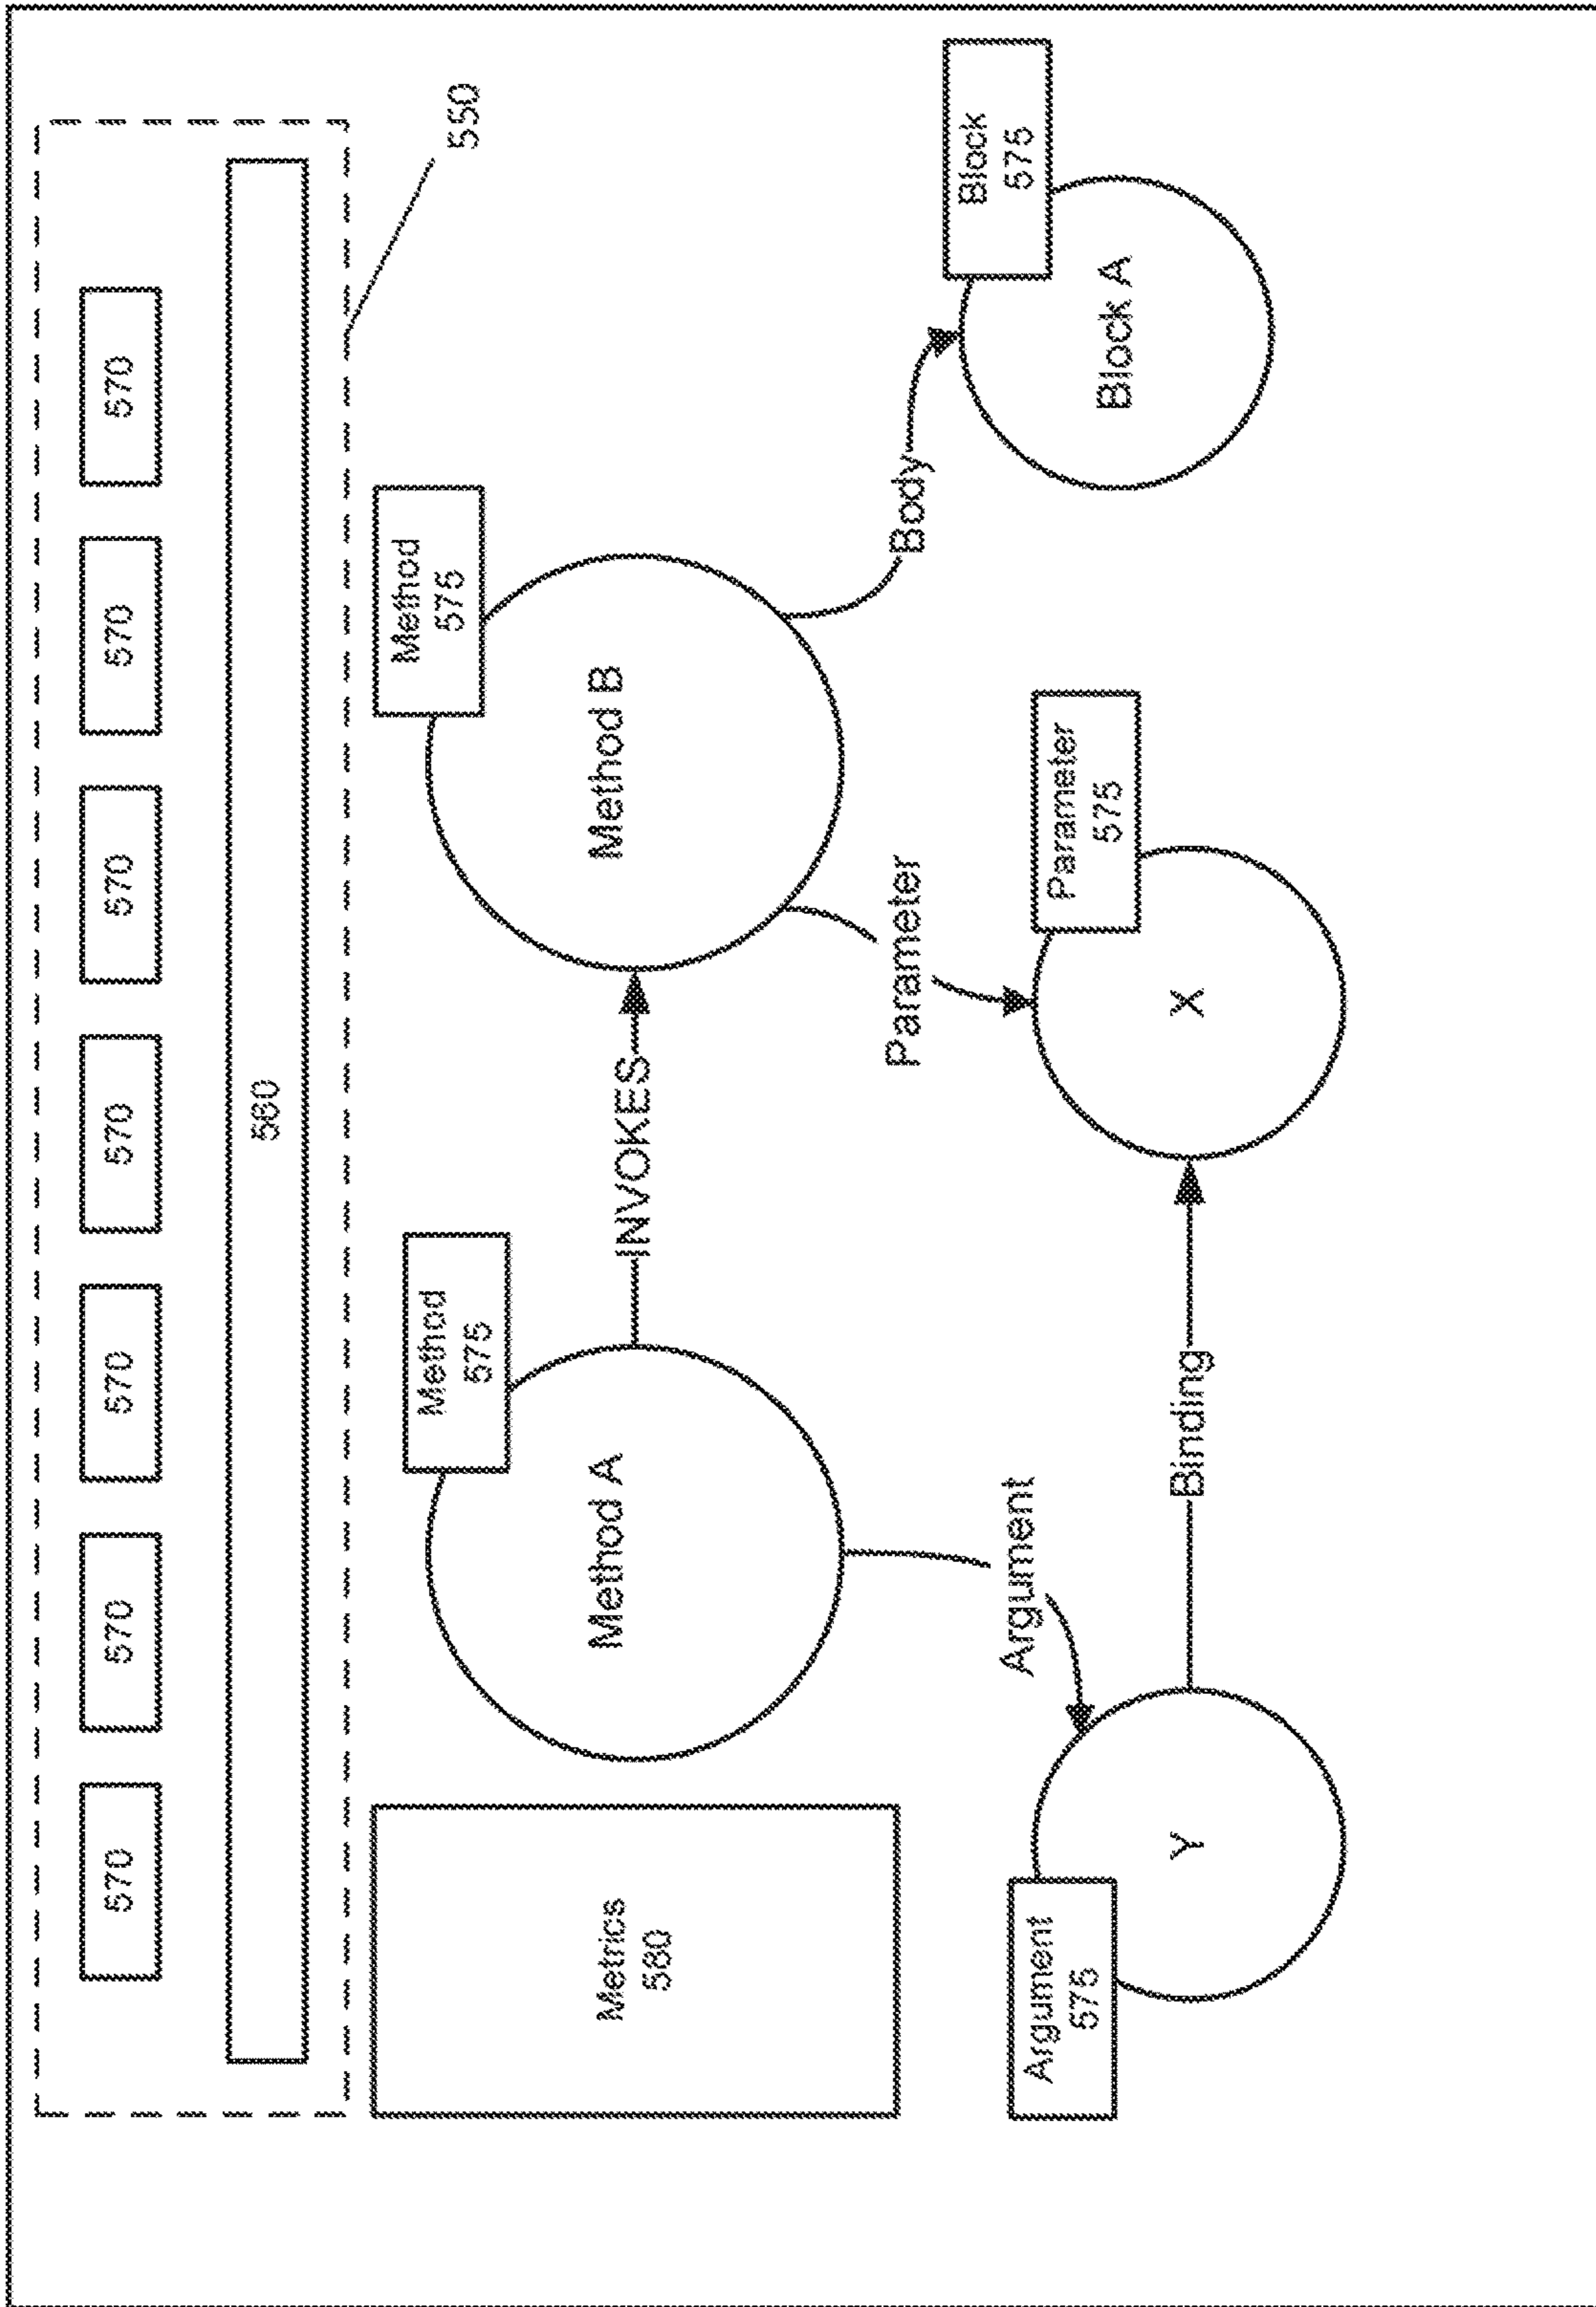 570
570
570
570
570
570
570
560
550
Metrics
580
Method
575
Method A
INVOKES
Method
575
Method B
Argument
Parameter
Body
Argument
575
Y
Binding
Parameter
575
X
Block
575
Block A